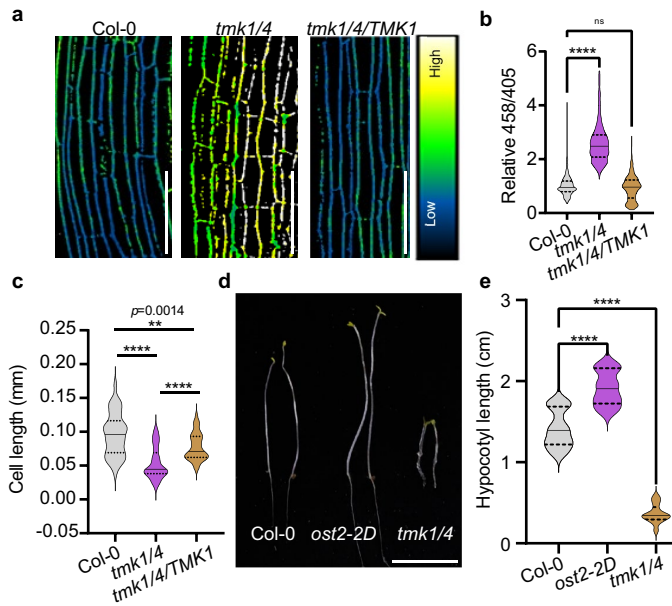 a
Col-0
tmk1/4
tmk1/4/TMK1
High
Low
b
Relative 458/405
6
4
2
0
ns
****
Col-0
tmk1/4
tmk1/4/TMK1
c
Cell length (mm)
0.25
0.20
0.15
0.10
0.05
0.00
-0.05
p=0.0014
**
****
****
Col-0
tmk1/4
tmk1/4/TMK1
d
Col-0
ost2-2D
tmk1/4
e
Hypocotyl length (cm)
3
2
1
0
****
****
Col-0
ost2-2D
tmk1/4